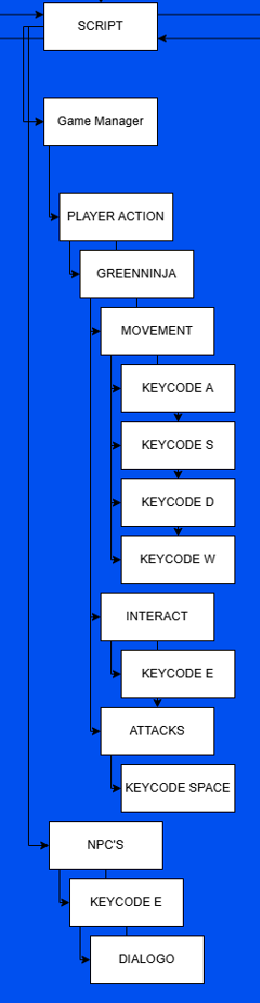 SCRIPT
Game Manager
PLAYER ACTION
GREENNINJA
MOVEMENT
KEYCODE A
KEYCODE S
KEYCODE D
KEYCODE W
INTERACT
KEYCODE E
ATTACKS
KEYCODE SPACE
NPC'S
KEYCODE E
DIALOGO